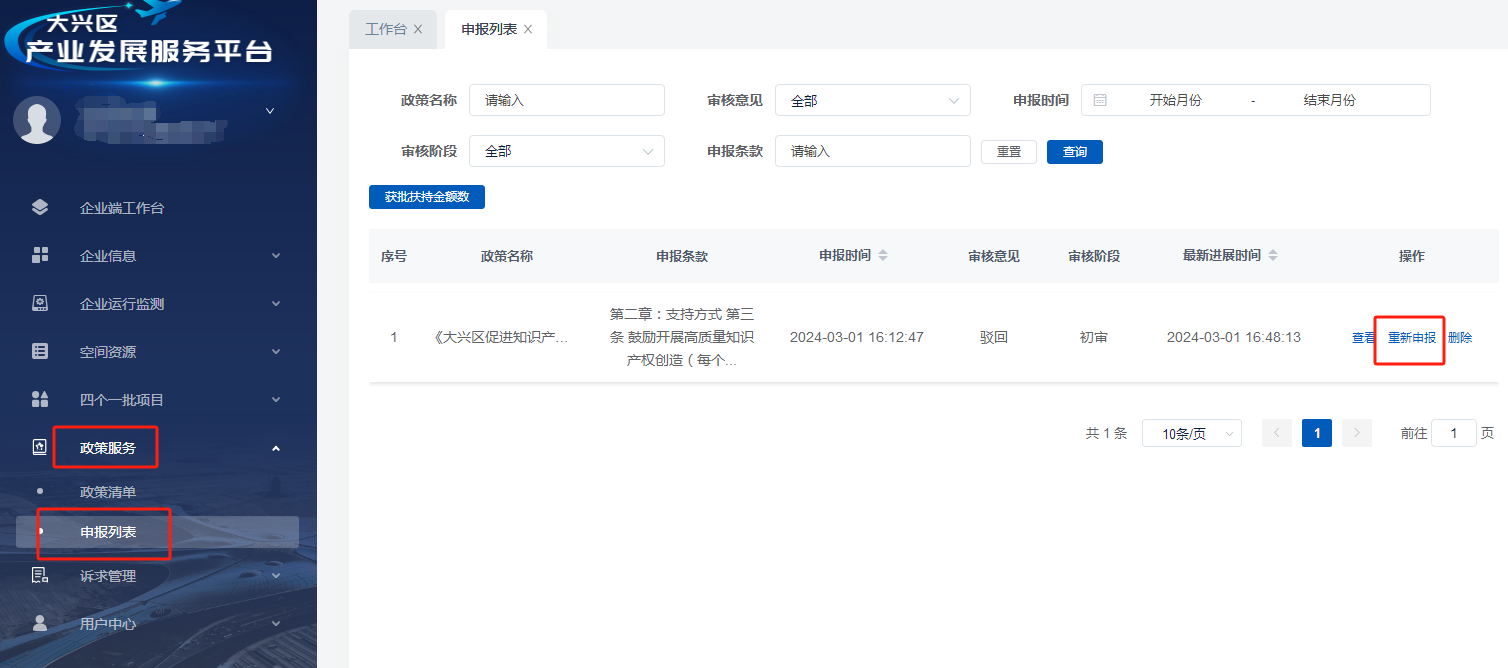 大兴区
产业发展服务平台
企业端工作台
企业信息
企业运行监测
空间资源
四个一批项目
政策服务
政策清单
申报列表
诉求管理
用户中心
工作台 ×
申报列表 ×
政策名称 请输入 审核意见 全部 申报时间 开始月份 - 结束月份
审核阶段 全部 申报条款 请输入 重置 查询
获批扶持金额数
序号 政策名称 申报条款 申报时间 审核意见 审核阶段 最新进展时间 操作
1 《大兴区促进知识产... 第二章：支持方式 第三
条 鼓励开展高质量知识
产权创造（每个... 2024-03-01 16:12:47 驳回 初审 2024-03-01 16:48:13 查看 重新申报 删除
共 1 条 10条/页 < 1 > 前往 1 页